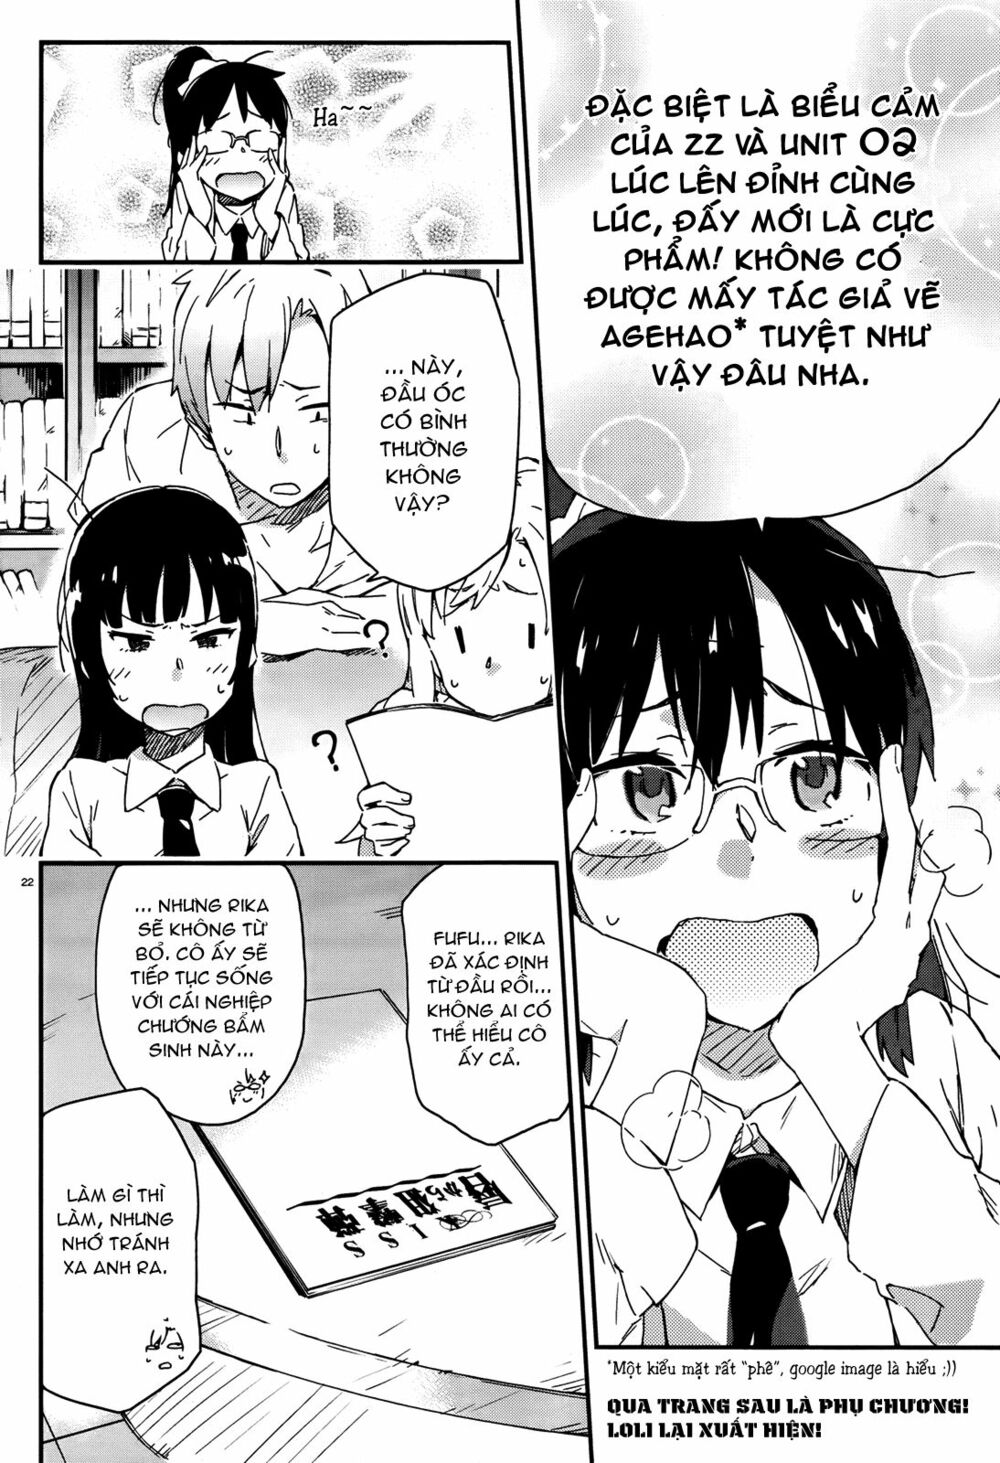 ĐẶC BIỆT LÀ BIỂU CẢM
CỦA ZZ VÀ UNIT 02
LÚC LÊN ĐỈNH CÙNG
LÚC, ĐẤY MỚI LÀ CỰC
PHẨM! KHÔNG CÓ
ĐƯỢC MẤY TÁC GIẢ VẼ
AGEHAO* TUYỆT NHƯ
VẬY ĐÂU NHA.
Ha~~
... NÀY,
ĐẦU ÓC
CÓ BÌNH
THƯỜNG
KHÔNG
VẬY?
?
?
22
FUFU... RIKA
ĐÃ XÁC ĐỊNH
TỪ ĐẦU RỒI...
KHÔNG AI CÓ
THỂ HIỂU CÔ
ẤY CẢ.
... NHƯNG RIKA
SẼ KHÔNG TỪ
BỎ. CÔ ẤY SẼ
TIẾP TỤC SỐNG
VỚI CÁI NGHIỆP
CHƯỚNG BẨM
SINH NÀY...
LÀM GÌ THÌ
LÀM, NHƯNG
NHỚ TRÁNH
XA ANH RA.
*Một kiểu mặt rất "phê", google image là hiểu ;))
QUA TRANG SAU LÀ PHỤ CHƯƠNG!
LOLI LẠI XUẤT HIỆN!